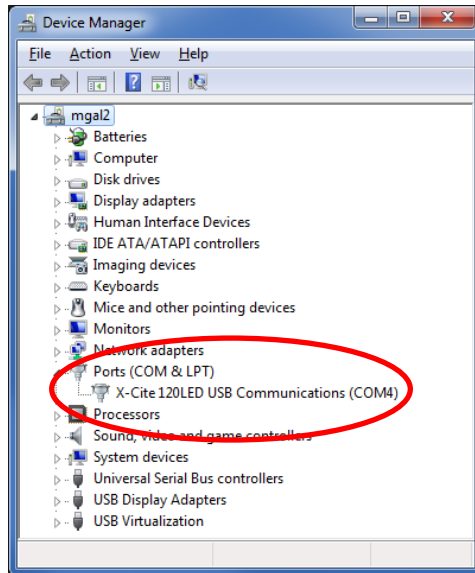 Device Manager
File Action View Help
mgal2
Batteries
Computer
Disk drives
Display adapters
Human Interface Devices
IDE ATA/ATAPI controllers
Imaging devices
Keyboards
Mice and other pointing devices
Monitors
Network adapters
Ports (COM & LPT)
X-Cite 120LED USB Communications (COM4)
Processors
Sound, video and game controllers
System devices
Universal Serial Bus controllers
USB Display Adapters
USB Virtualization